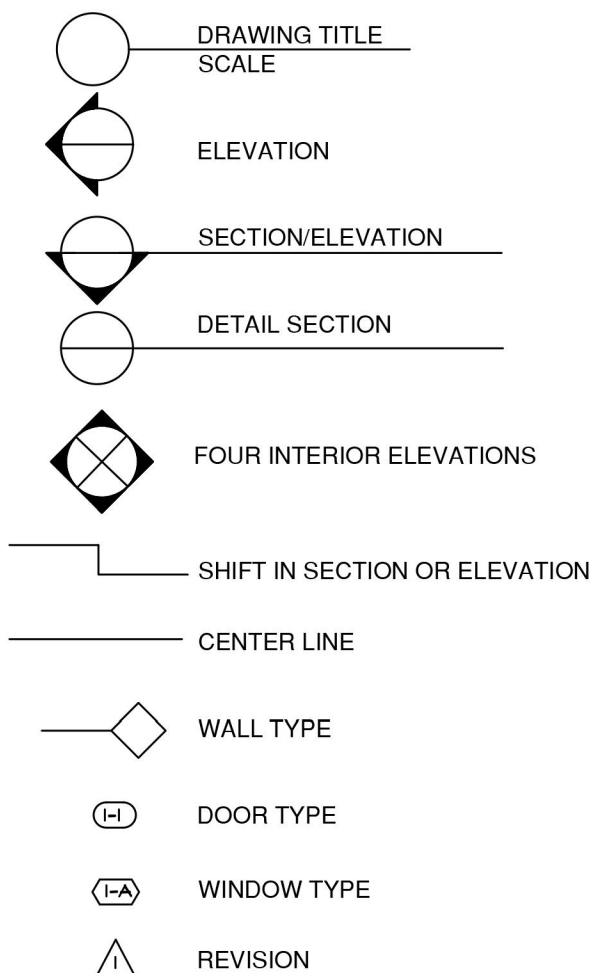 DRAWING TITLE
SCALE
ELEVATION
SECTION/ELEVATION
DETAIL SECTION
FOUR INTERIOR ELEVATIONS
SHIFT IN SECTION OR ELEVATION
CENTER LINE
WALL TYPE
I-I DOOR TYPE
I-A WINDOW TYPE
I REVISION